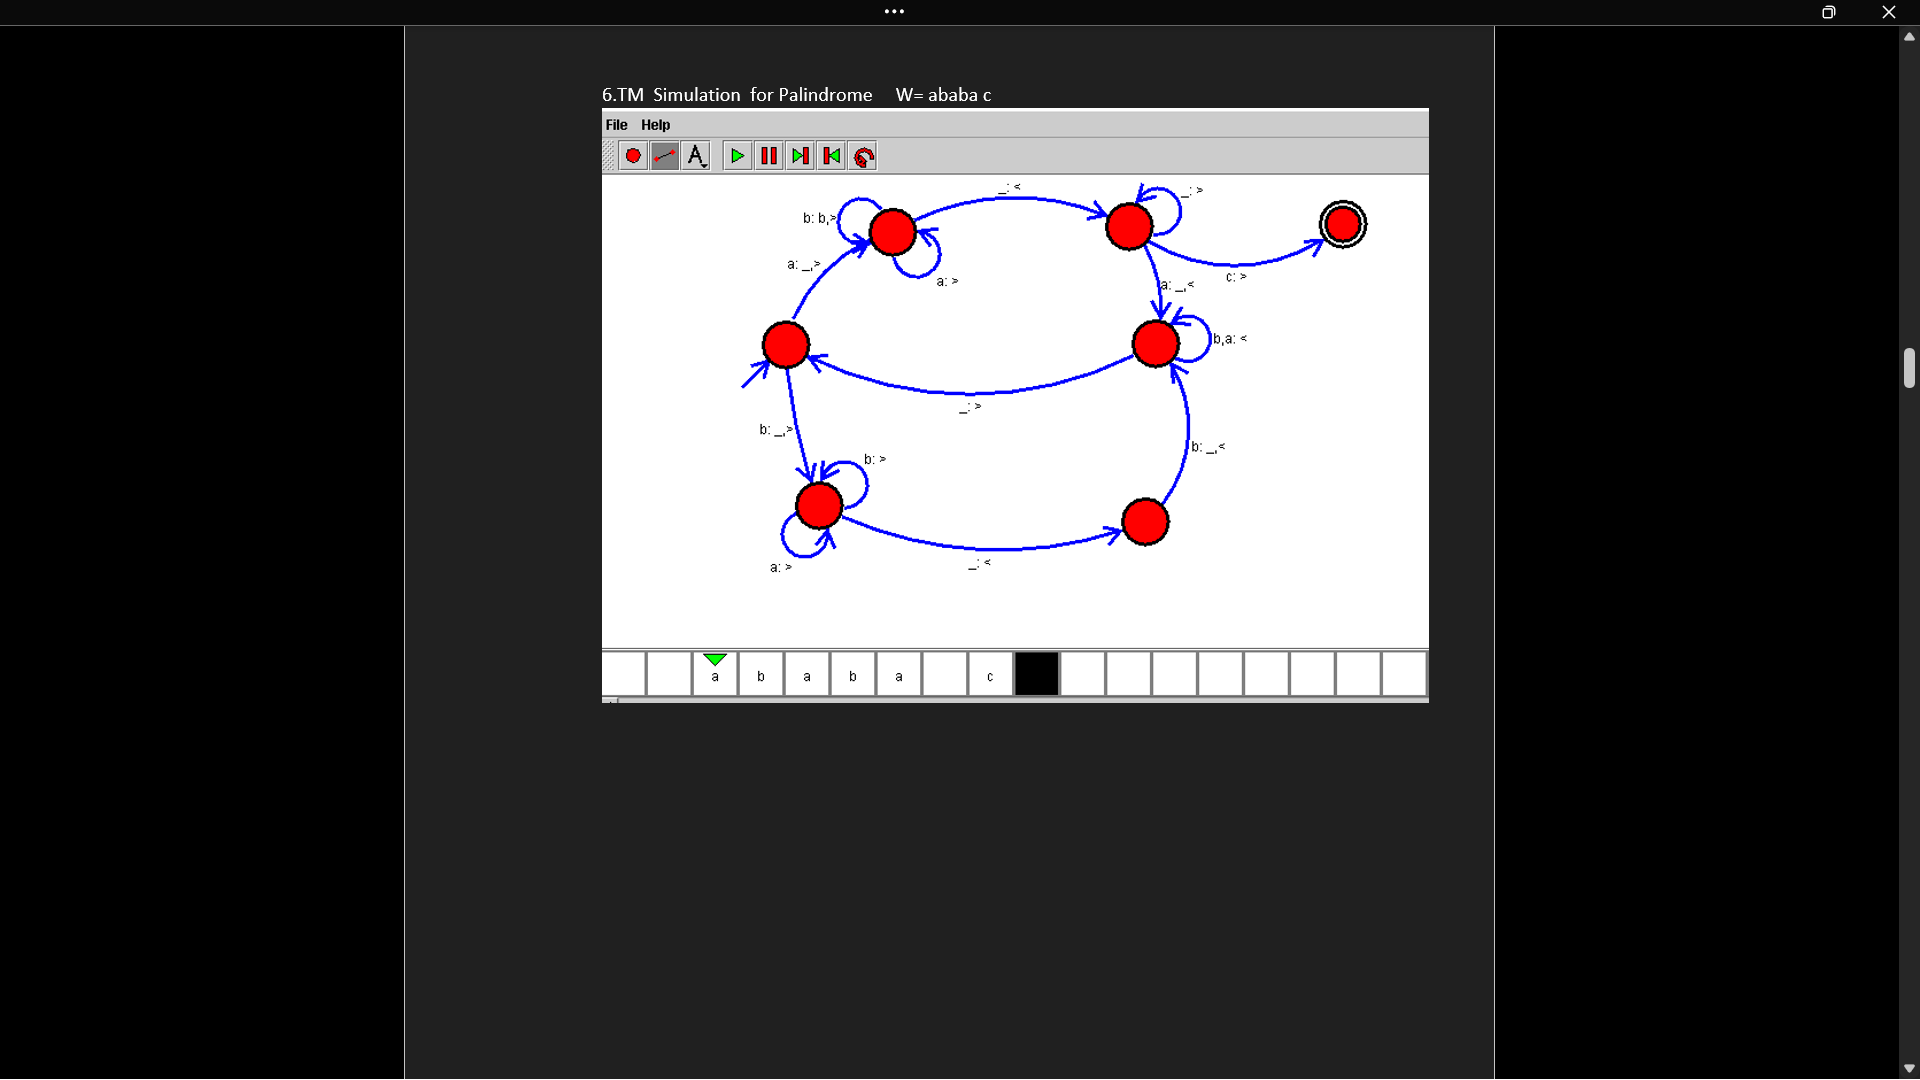 6.TM Simulation for Palindrome W= ababa c
File Help
A
_: <
_: >
b: b,>
a: _,>
a: >
c: >
a: _,<
b,a: <
_: >
b: _,>
b: _,<
b: >
_: <
a: >
a b a b a c